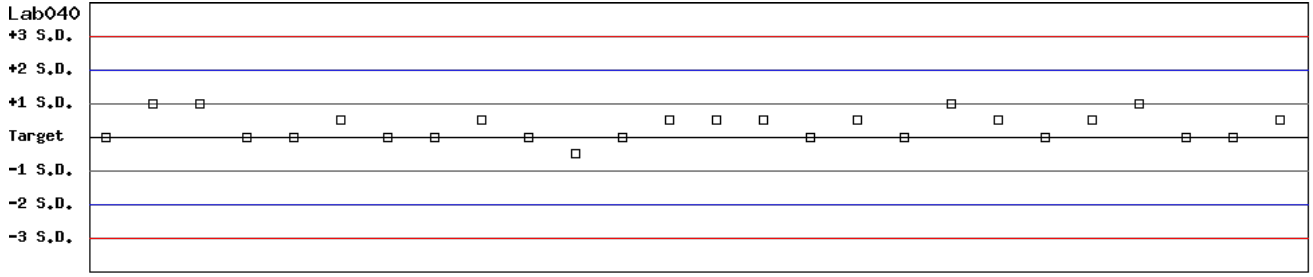 Lab040
+3 S.D.
+2 S.D.
+1 S.D.
Target
-1 S.D.
-2 S.D.
-3 S.D.